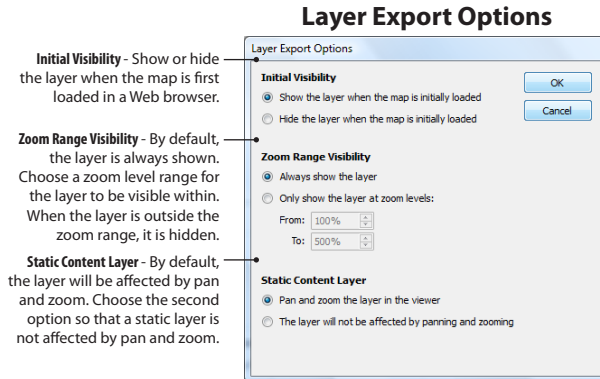 Layer Export Options
Initial Visibility - Show or hide
the layer when the map is first
loaded in a Web browser.
Zoom Range Visibility - By default,
the layer is always shown.
Choose a zoom level range for
the layer to be visible within.
When the layer is outside the
zoom range, it is hidden.
Static Content Layer - By default,
the layer will be affected by pan
and zoom. Choose the second
option so that a static layer is
not affected by pan and zoom.
Layer Export Options
Initial Visibility
Show the layer when the map is initially loaded
Hide the layer when the map is initially loaded
OK
Cancel
Zoom Range Visibility
Always show the layer
Only show the layer at zoom levels:
From: 100%
To: 500%
Static Content Layer
Pan and zoom the layer in the viewer
The layer will not be affected by panning and zooming